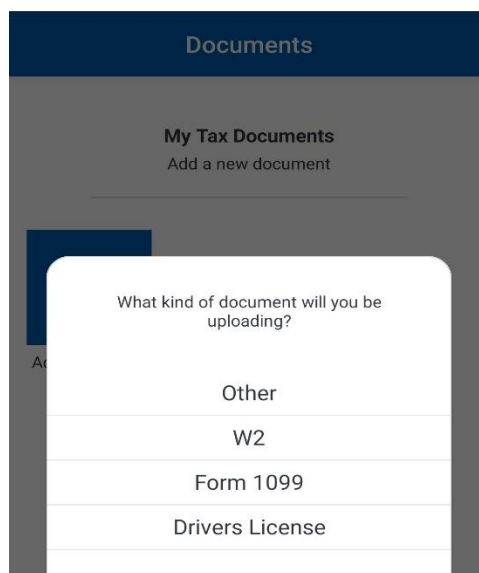 Documents
My Tax Documents
Add a new document
What kind of document will you be
uploading?
Other
W2
Form 1099
Drivers License